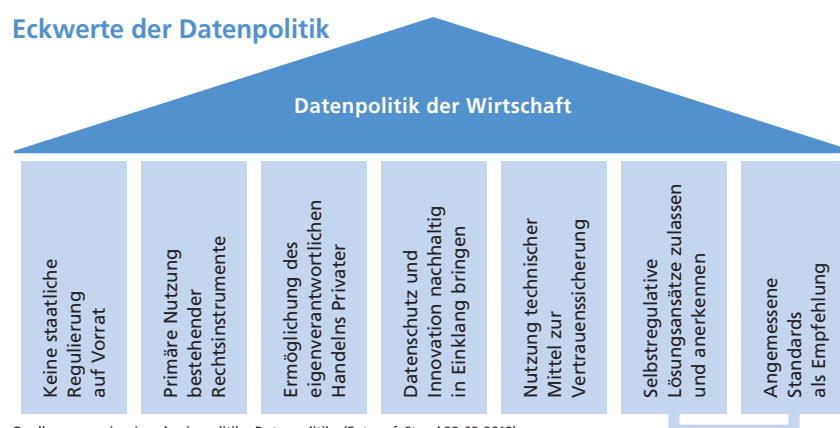 Eckwerte der Datenpolitik
Datenpolitik der Wirtschaft
Keine staatliche
Regulierung
auf Vorrat
Primäre Nutzung
bestehender
Rechtsinstrumente
Ermöglichung des
eigenverantwortlichen
Handelns Privater
Datenschutz und
Innovation nachhaltig
in Einklang bringen
Nutzung technischer
Mittel zur
Vertrauenssicherung
Selbstregulative
Lösungsansätze zulassen
und anerkennen
Angemessene
Standards
als Empfehlung